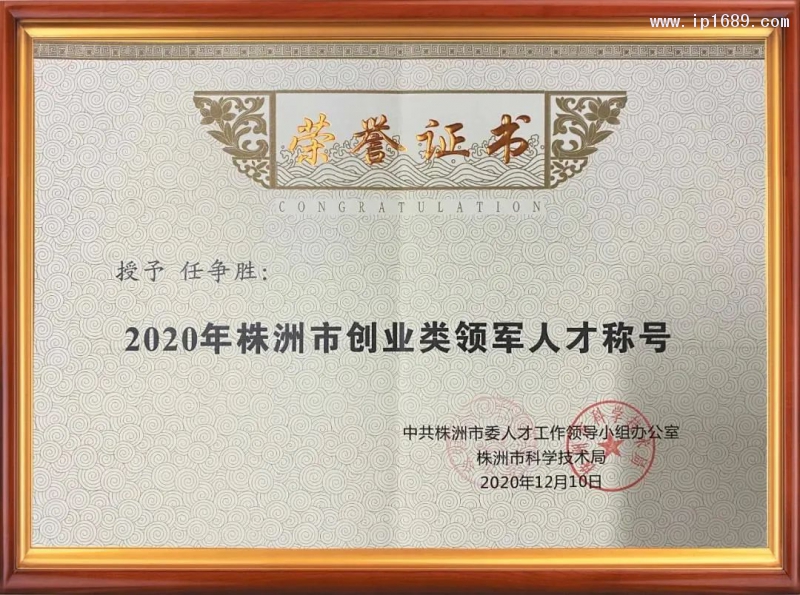 www.ip1689.com
荣誉证书
CONGRATULATION
授予 任争胜:
2020年株洲市创业类领军人才称号
中共株洲市委人才工作领导小组办公室
株洲市科学技术局
2020年12月10日